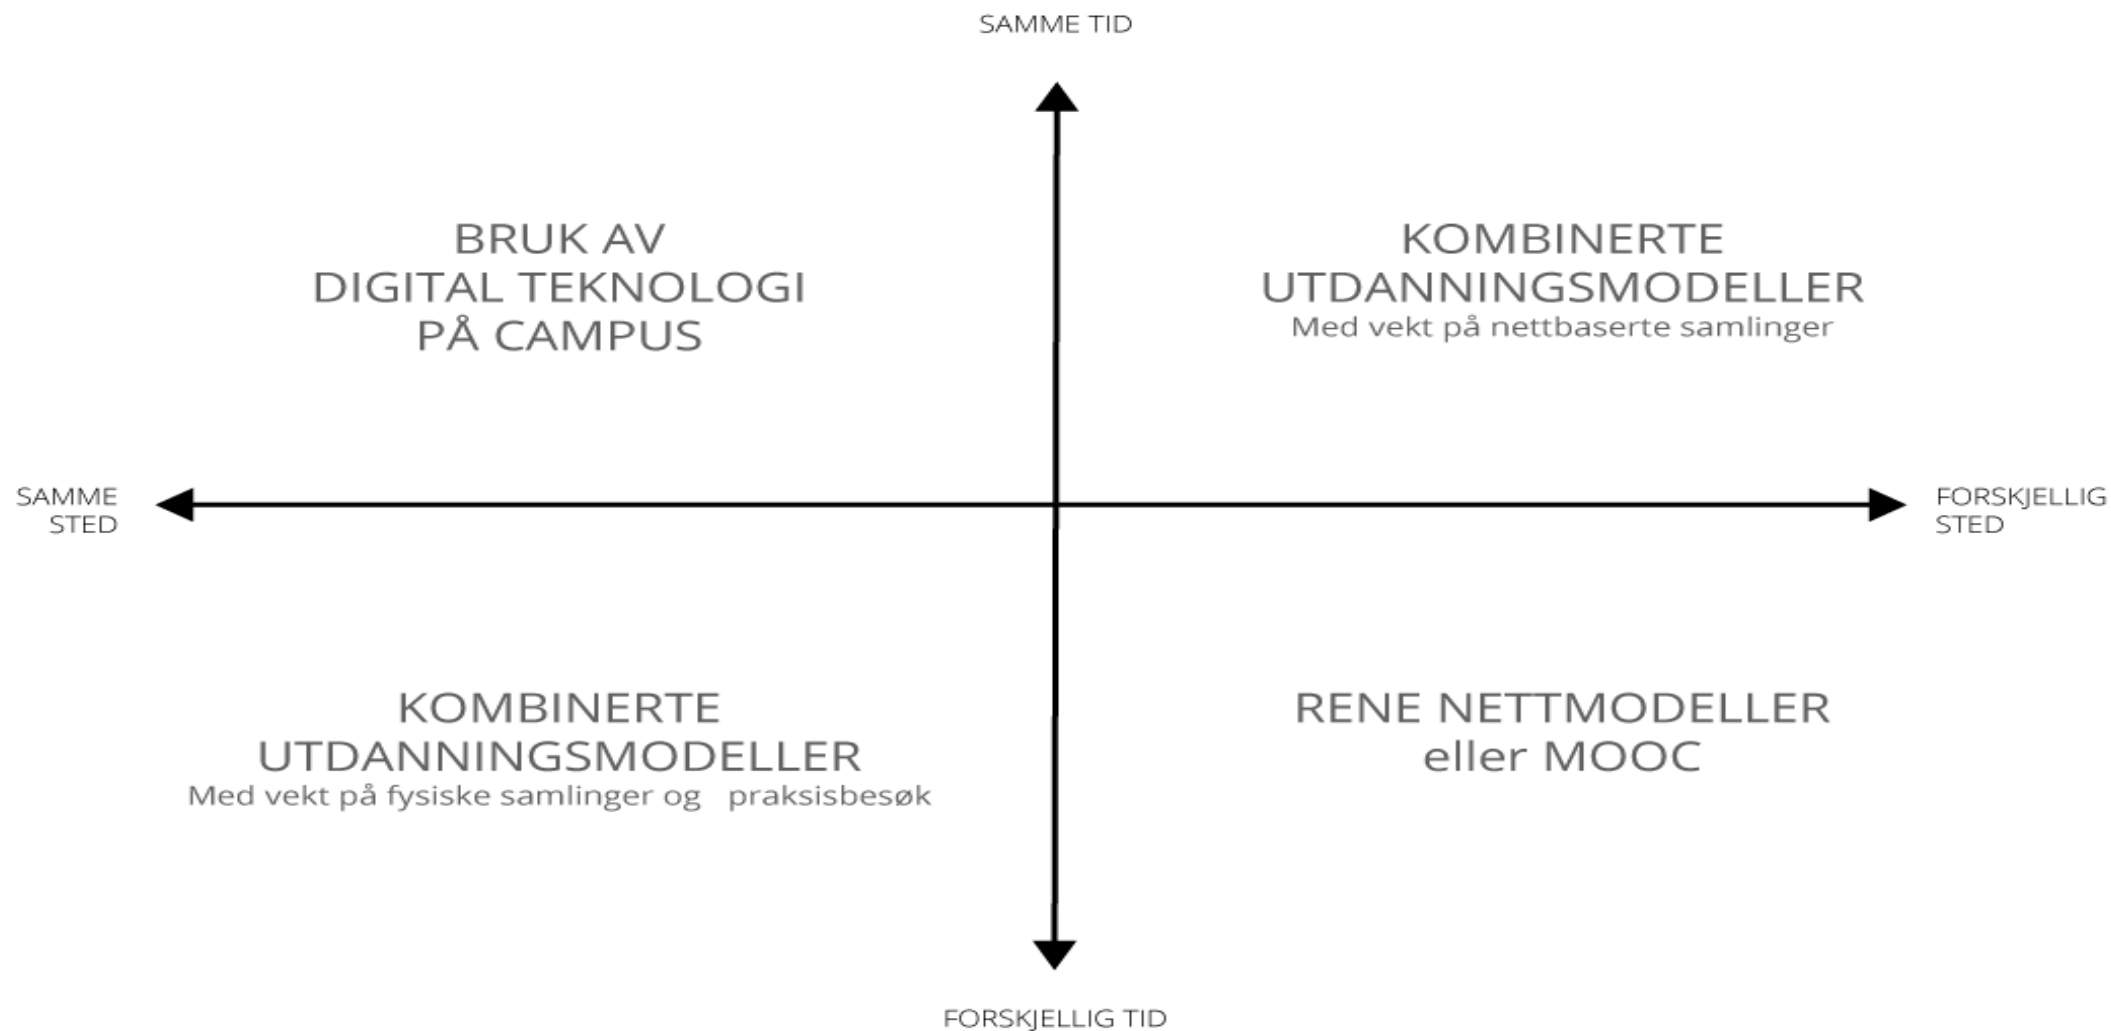 SAMME TID
BRUK AV
DIGITAL TEKNOLOGI
PÅ CAMPUS
KOMBINERTE
UTDANNINGSMODELLER
Med vekt på nettbaserte samlinger
SAMME
STED
FORSKJELLIG
STED
KOMBINERTE
UTDANNINGSMODELLER
Med vekt på fysiske samlinger og praksisbesøk
RENE NETTMODELLER
eller MOOC
FORSKJELLIG TID